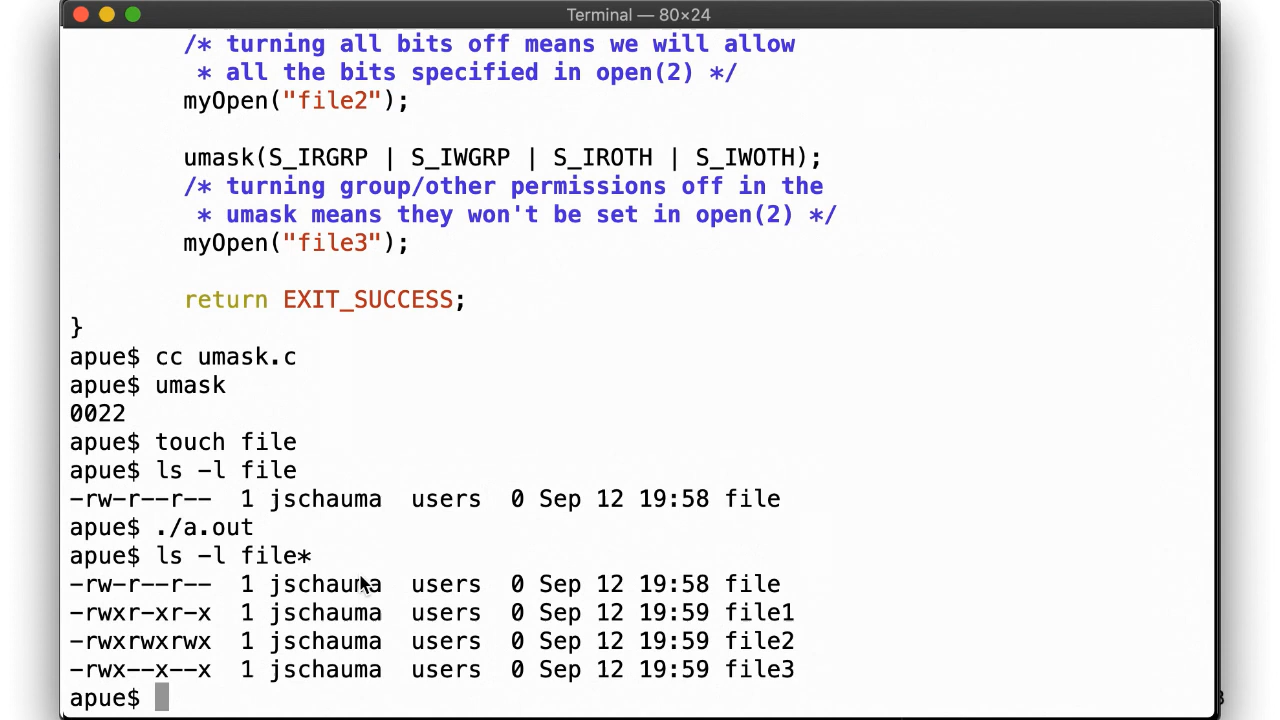 Terminal — 80×24
/* turning all bits off means we will allow
* all the bits specified in open(2) */
myOpen("file2");
umask(S_IRGRP | S_IWGRP | S_IROTH | S_IWOTH);
/* turning group/other permissions off in the
* umask means they won't be set in open(2) */
myOpen("file3");
return EXIT_SUCCESS;
}
apue$ cc umask.c
apue$ umask
0022
apue$ touch file
apue$ ls -l file
-rw-r--r--  1 jschauma  users  0 Sep 12 19:58 file
apue$ ./a.out
apue$ ls -l file*
-rw-r--r--  1 jschauma  users  0 Sep 12 19:58 file
-rwxr-xr-x  1 jschauma  users  0 Sep 12 19:59 file1
-rwxrwxrwx  1 jschauma  users  0 Sep 12 19:59 file2
-rwx--x--x  1 jschauma  users  0 Sep 12 19:59 file3
apue$